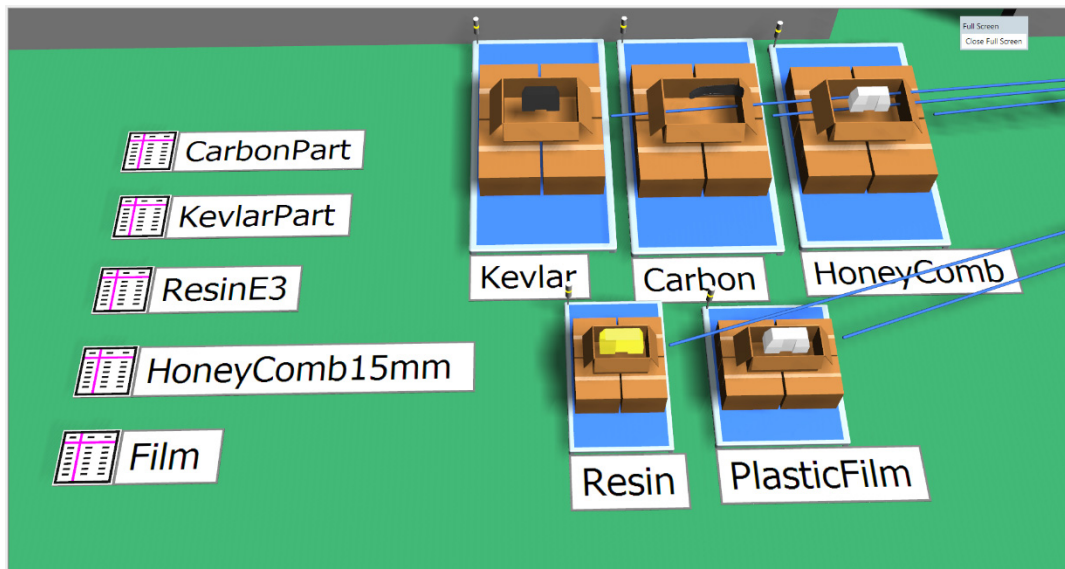 Full Screen
Close Full Screen
CarbonPart
KevlarPart
ResinE3
HoneyComb15mm
Film
Kevlar
Carbon
HoneyComb
Resin
PlasticFilm